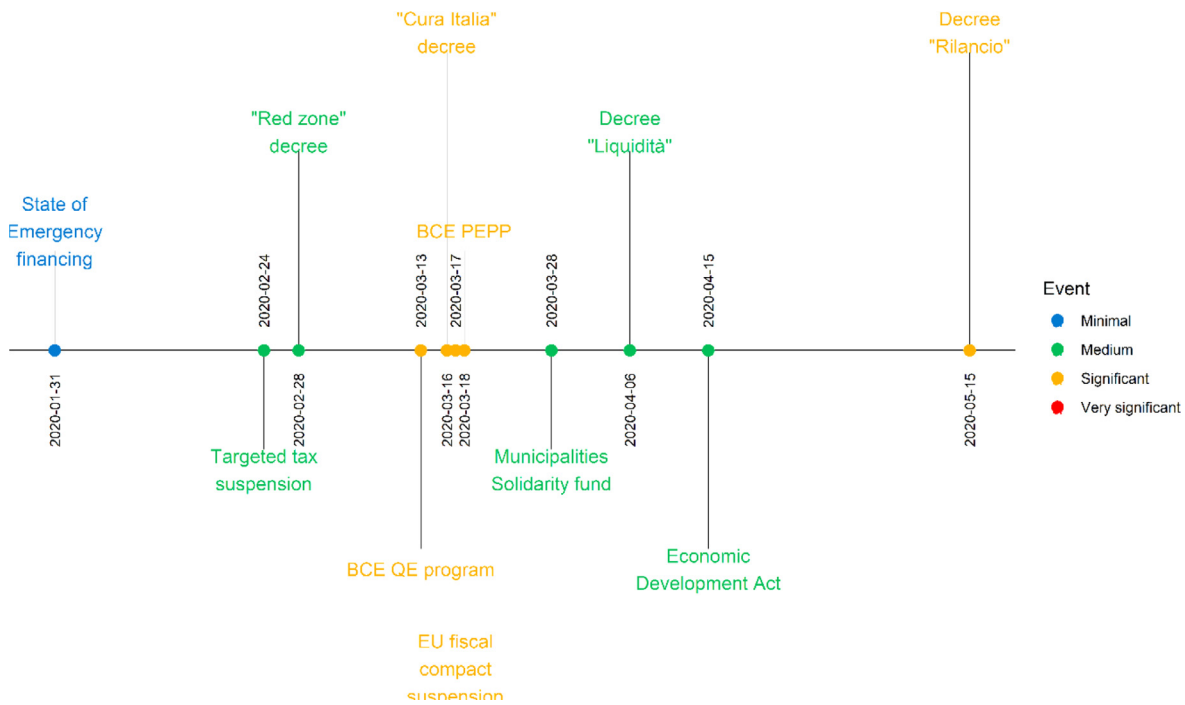 "Cura Italia"
decree
Decree
"Rilancio"
"Red zone"
decree
Decree
"Liquidità"
State of
Emergency
financing
BCE PEPP
2020-02-24
2020-03-13
2020-03-17
2020-03-28
2020-04-15
2020-01-31
2020-02-28
2020-03-16
2020-03-18
2020-04-06
2020-05-15
Event
Minimal
Medium
Significant
Very significant
Targeted tax
suspension
Municipalities
Solidarity fund
BCE QE program
Economic
Development Act
EU fiscal
compact
suspension